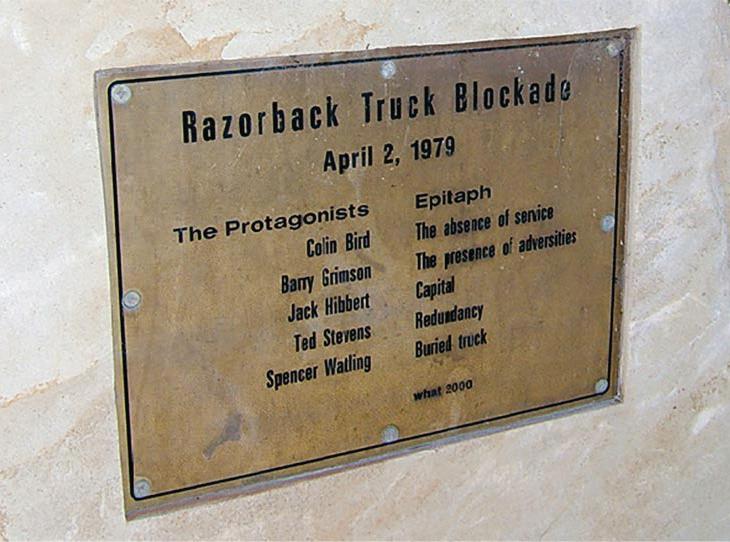 Razorback Truck Blockade
April 2, 1979
The Protagonists
Colin Bird
Barry Grimson
Jack Hibbert
Ted Stevens
Spencer Watling
Epitaph
The absence of service
The presence of adversities
Capital
Redundancy
Buried truck
what 2000